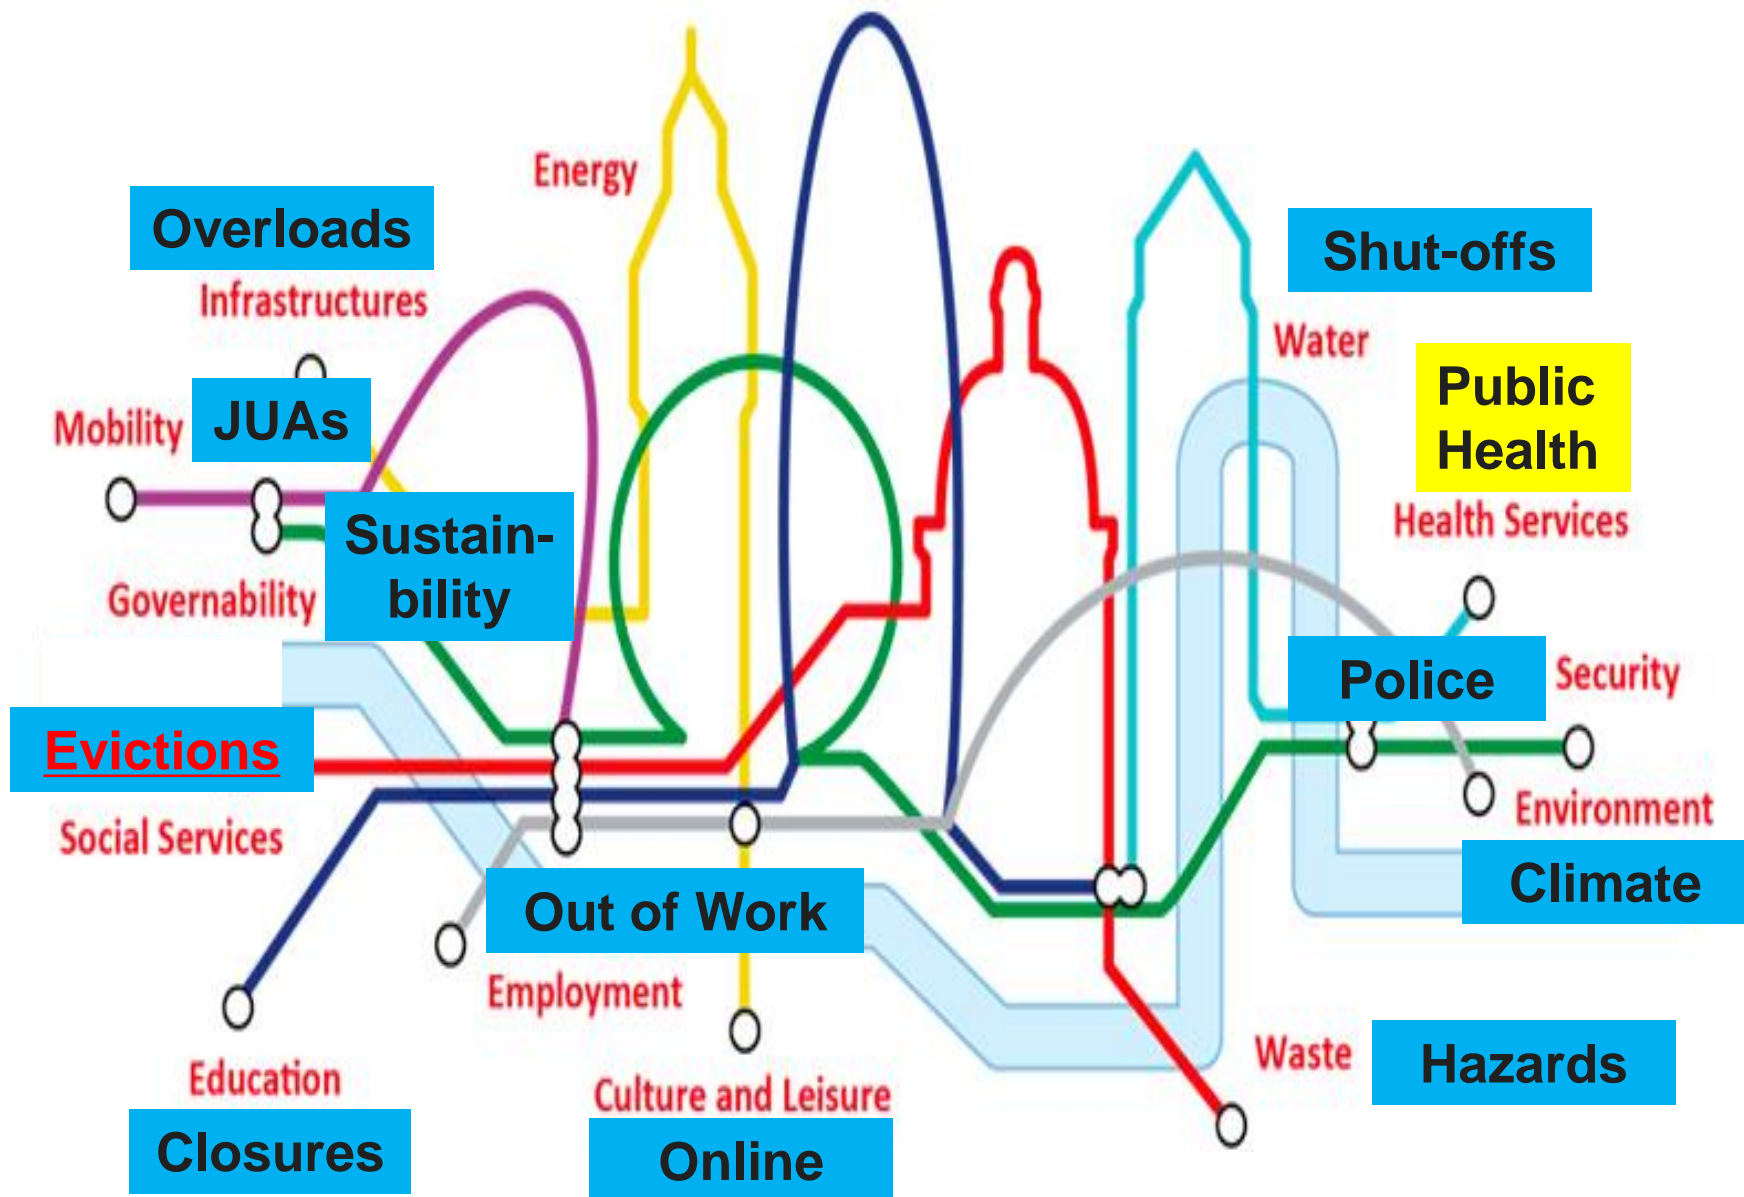 Energy
Overloads
Shut-offs
Infrastructures
Water
Public
Health
Mobility
JUAs
Health Services
Sustain-
bility
Governability
Police
Security
Evictions
Environment
Social Services
Climate
Out of Work
Employment
Waste
Hazards
Education
Culture and Leisure
Closures
Online